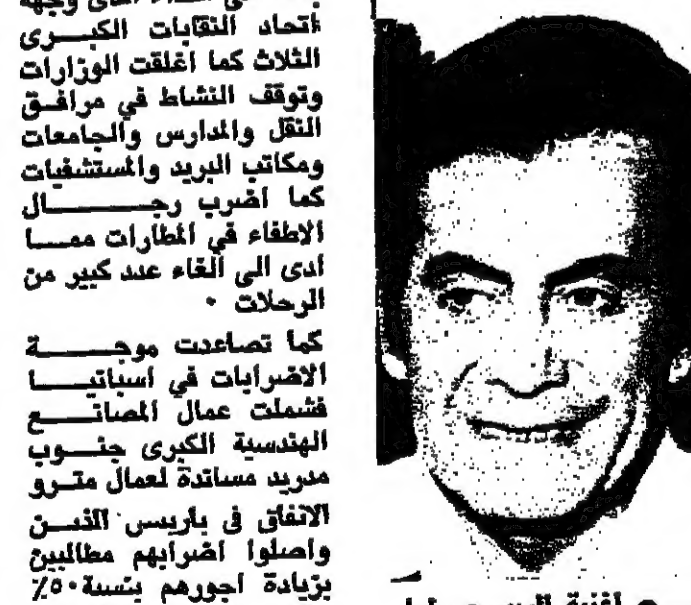 اتحاد النقابات الكبرى
الثلاث كما اغلقت الوزارات
وتوقف النشاط في مرافق
النقل والمدارس والجامعات
ومكاتب البريد والمستشفيات
كما اضرب رجال
الاطفاء في المطارات مما
أدى الى الغاء عدد كبير من
الرحلات ٠
كما تصاعدت موجة
الاضرابات في اسبانيا
فشملت عمال المصانع
الهندسية الكبرى جنوب
مدريد مساندة لعمال مترو
الانفاق فى باريس الذين
واصلوا اضرابهم مطالبين
بزيادة اجورهم بنسبة ٥٠٪